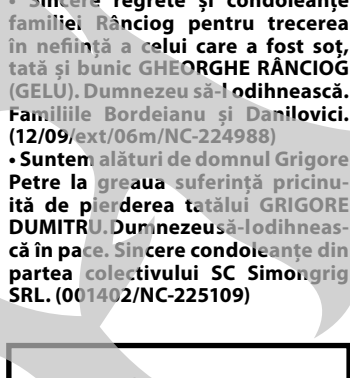 • Sincere regrete și condoleanțe
familiei Rânciog pentru trecerea
în neființă a celui care a fost soț,
tată și bunic GHEORGHE RÂNCIOG
(GELU). Dumnezeu să-l odihnească.
Familiile Bordeianu și Danilovici.
(12/09/ext/06m/NC-224988)
• Suntem alături de domnul Grigore
Petre la greaua suferință pricinu-
ită de pierderea tatălui GRIGORE
DUMITRU. Dumnezeu să-l odihneas-
că în pace. Sincere condoleanțe din
partea colectivului SC Simongrig
SRL. (001402/NC-225109)